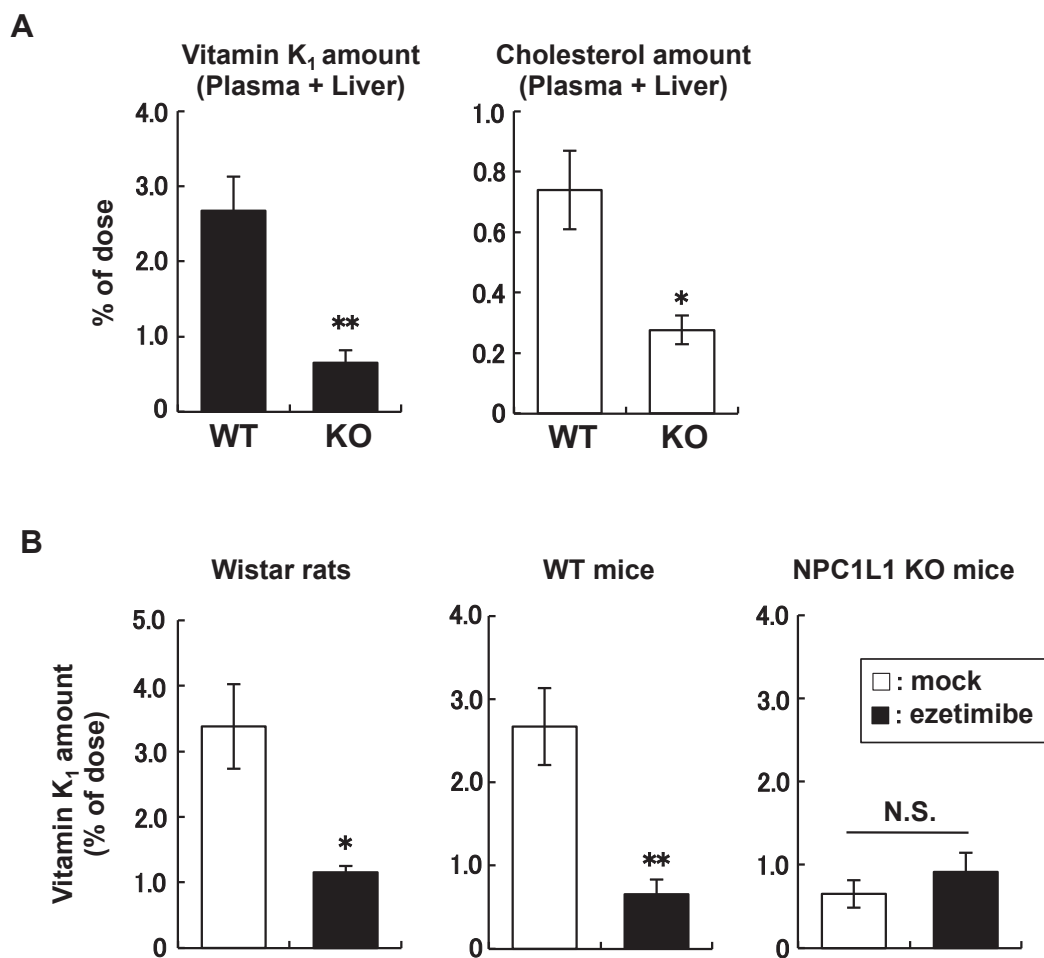 A
Vitamin K₁ amount
(Plasma + Liver)
Cholesterol amount
(Plasma + Liver)
% of dose
4.0
3.0
2.0
1.0
0
**
WT KO
1.0
0.8
0.6
0.4
0.2
0
*
WT KO
B
Wistar rats
WT mice
NPC1L1 KO mice
Vitamin K₁ amount
(% of dose)
5.0
4.0
3.0
2.0
1.0
0
*
4.0
3.0
2.0
1.0
0
**
4.0
3.0
2.0
1.0
0
: mock
: ezetimibe
N.S.